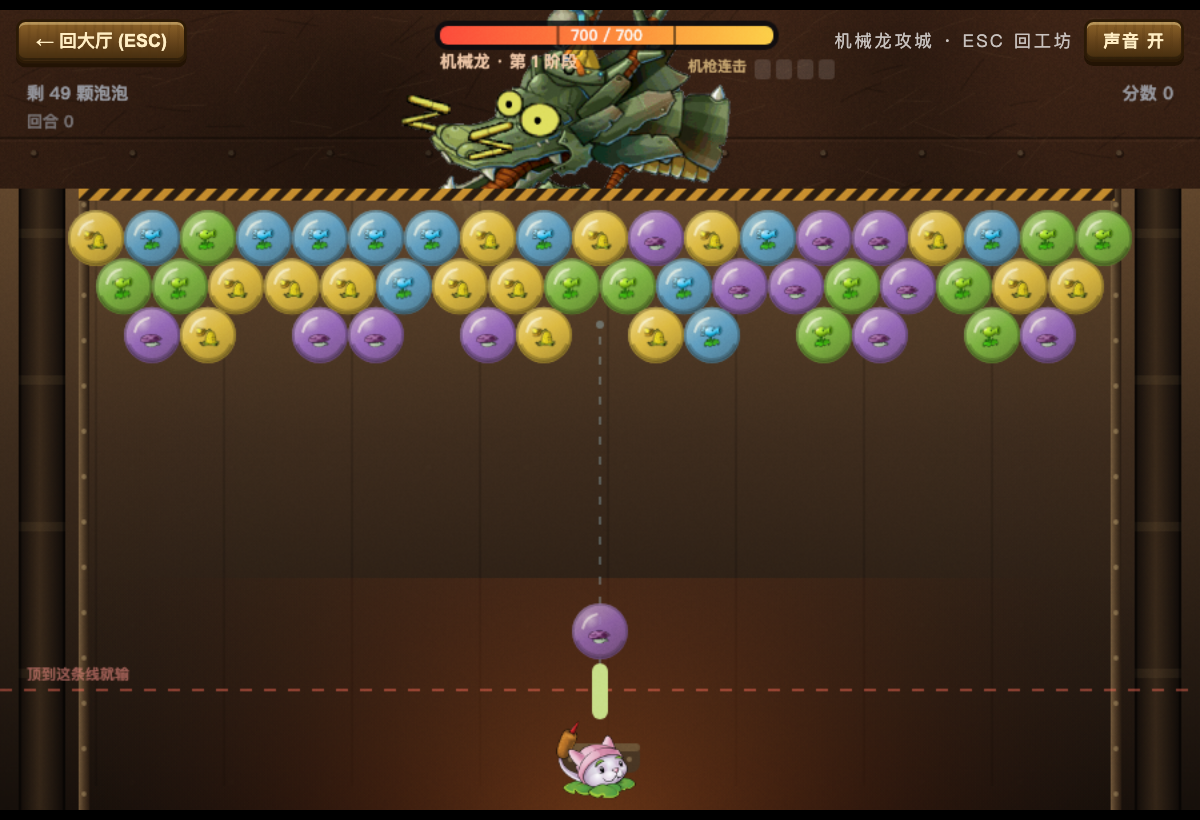 ← 回大厅 (ESC)
700 / 700
机械龙攻城 · ESC 回工坊
声音 开
机械龙 · 第 1 阶段
机枪连击
剩 49 颗泡泡
分数 0
回合 0
顶到这条线就输